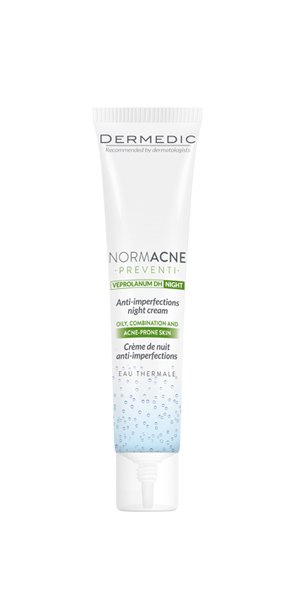 DERMEDIC
Recommended by dermatologists
NORMACNE
·PREVENTI·
VEPROLANUM DH NIGHT
Anti-imperfections
night cream
OILY, COMBINATION AND
ACNE-PRONE SKIN
Crème de nuit
anti-imperfections
EAU THERMALE